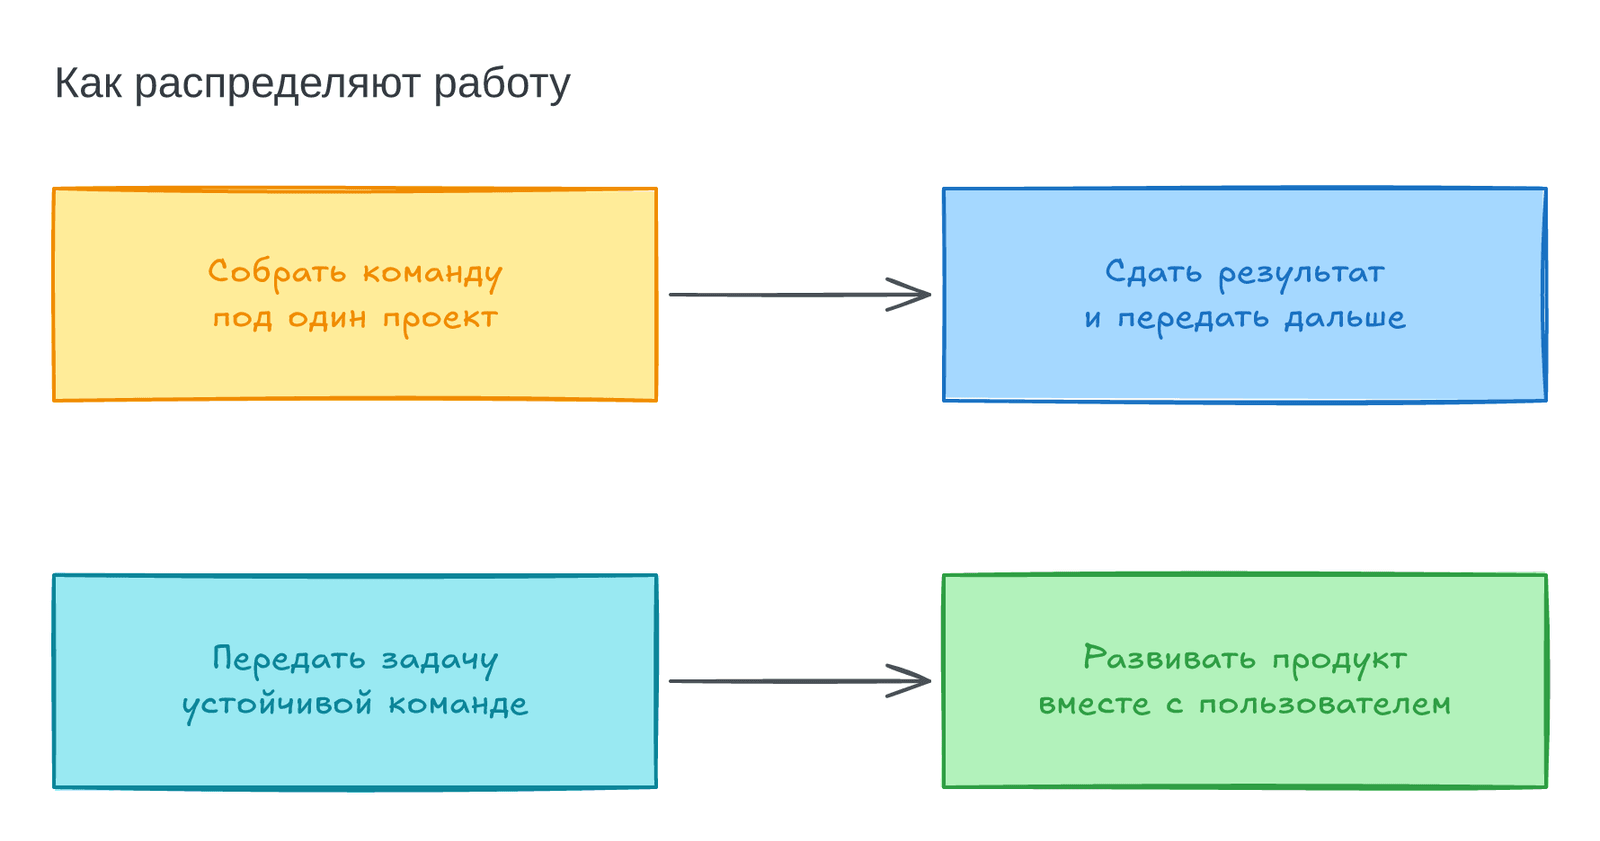 Как распределяют работу
Собрать команду
под один проект
Сдать результат
и передать дальше
Передать задачу
устойчивой команде
Развивать продукт
вместе с пользователем